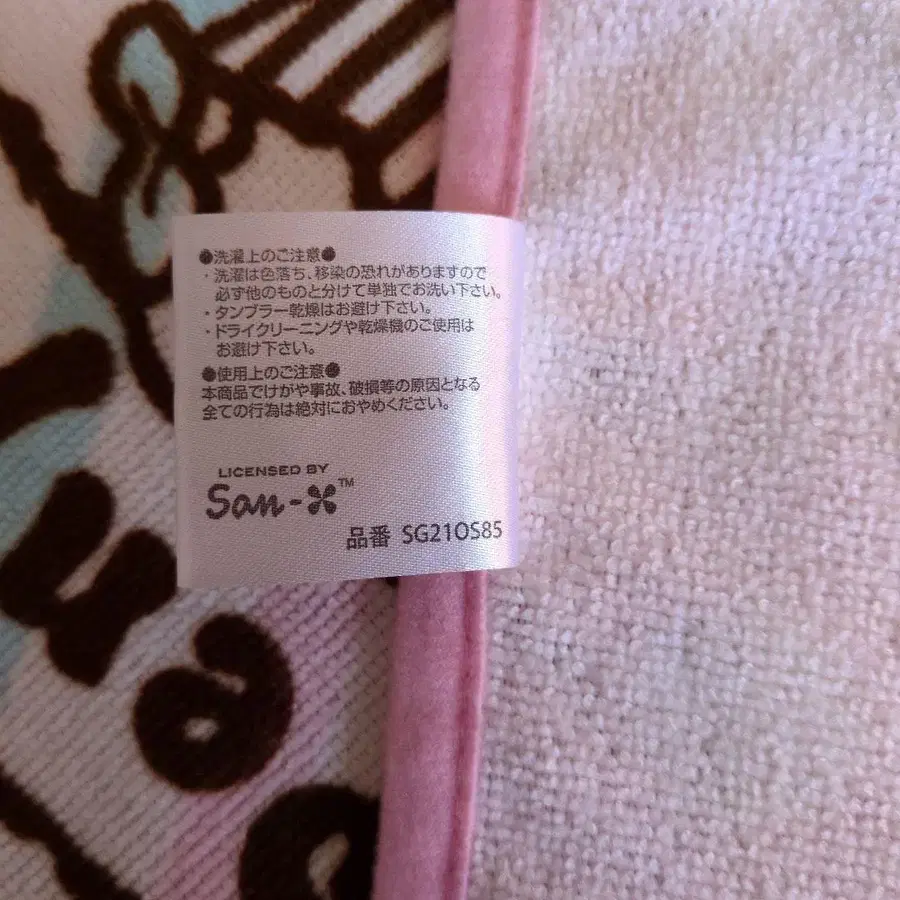 ●洗濯上のご注意●
・洗濯は色落ち、移染の恐れがありますので
必ず他のものと分けて単独でお洗い下さい。
・タンブラー乾燥はお避け下さい。
・ドライクリーニングや乾燥機のご使用は
お避け下さい。
●使用上のご注意●
本商品でけがや事故、破損等の原因となる
全ての行為は絶対におやめください。
LICENSED BY
San-X™
品番 SG21OS85